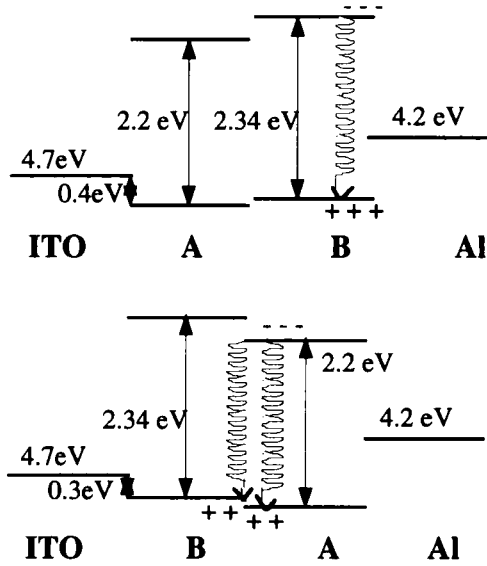 - - -
2.2 eV 2.34 eV 4.2 eV
4.7eV
0.4eV
+ + +
ITO A B Al
- - -
2.2 eV
2.34 eV 4.2 eV
4.7eV
0.3eV
+ + + +
ITO B A Al